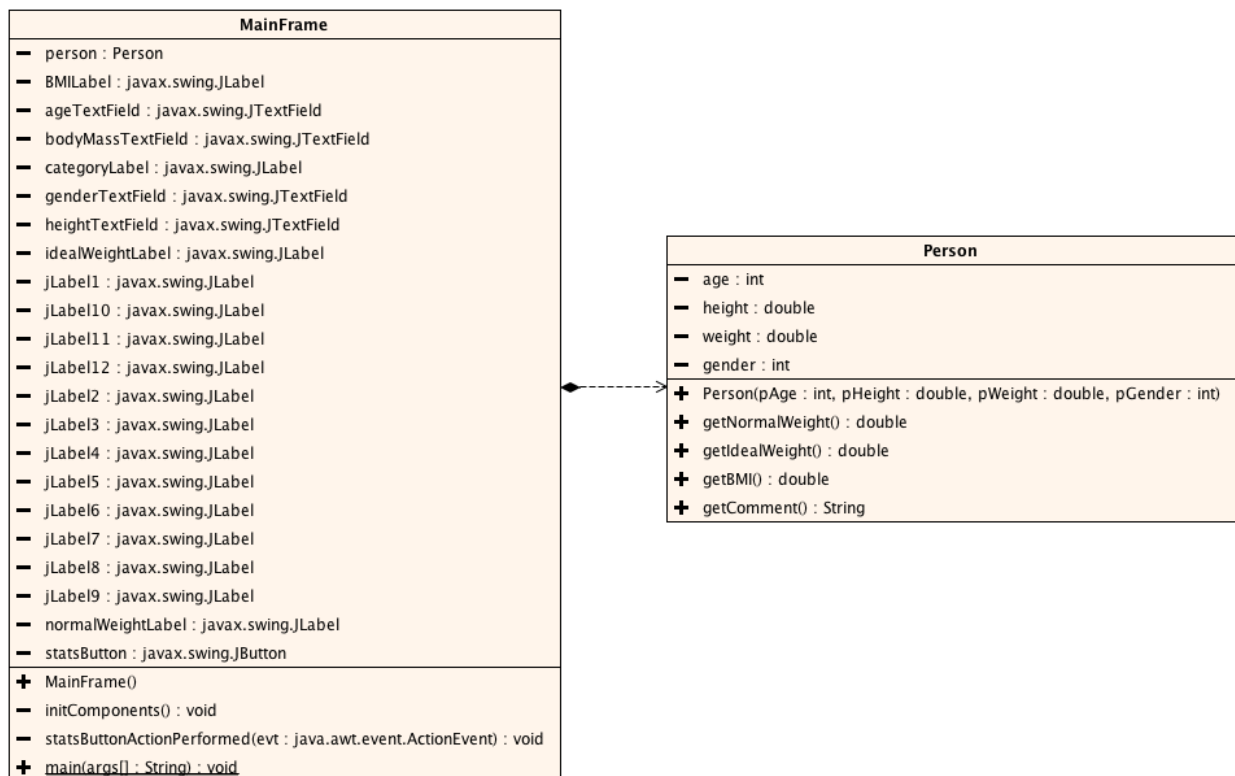 MainFrame
person : Person
BMILabel : javax.swing.JLabel
ageTextField : javax.swing.JTextField
bodyMassTextField : javax.swing.JTextField
categoryLabel : javax.swing.JLabel
genderTextField : javax.swing.JTextField
heightTextField : javax.swing.JTextField
idealWeightLabel : javax.swing.JLabel
jLabel1 : javax.swing.JLabel
jLabel10 : javax.swing.JLabel
jLabel11 : javax.swing.JLabel
jLabel12 : javax.swing.JLabel
jLabel2 : javax.swing.JLabel
jLabel3 : javax.swing.JLabel
jLabel4 : javax.swing.JLabel
jLabel5 : javax.swing.JLabel
jLabel6 : javax.swing.JLabel
jLabel7 : javax.swing.JLabel
jLabel8 : javax.swing.JLabel
jLabel9 : javax.swing.JLabel
normalWeightLabel : javax.swing.JLabel
statsButton : javax.swing.JButton
MainFrame()
initComponents() : void
statsButtonActionPerformed(evt : java.awt.event.ActionEvent) : void
main(args[] : String) : void
Person
age : int
height : double
weight : double
gender : int
Person(pAge : int, pHeight : double, pWeight : double, pGender : int)
getNormalWeight() : double
getIdealWeight() : double
getBMI() : double
getComment() : String